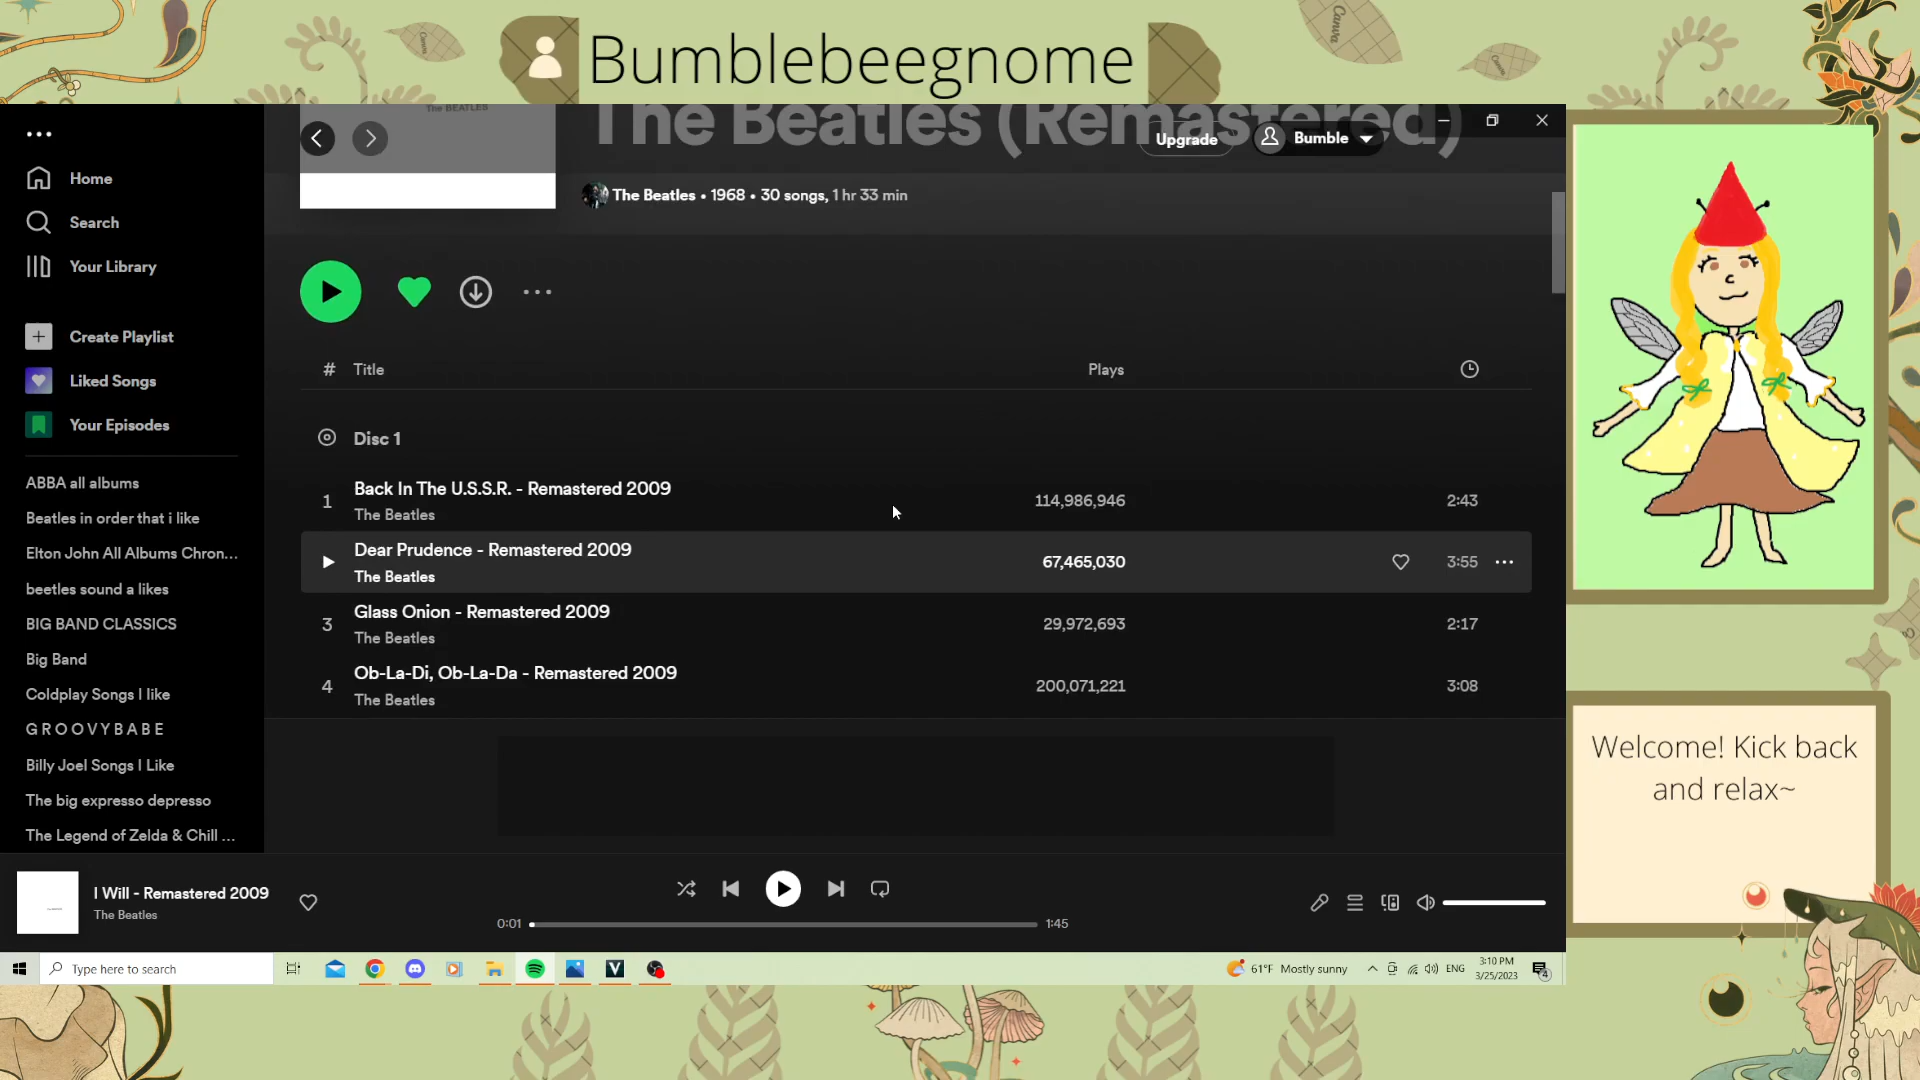 Bumblebeegnome
Canva
Canva
The BEATLES
The Beatles (Remastered)
Upgrade
Bumble
The Beatles • 1968 • 30 songs, 1 hr 33 min
Home
Search
Your Library
Create Playlist
Liked Songs
Your Episodes
ABBA all albums
Beatles in order that i like
Elton John All Albums Chron...
beetles sound a likes
BIG BAND CLASSICS
Big Band
Coldplay Songs I like
G R O O V Y B A B E
Billy Joel Songs I Like
The big expresso depresso
The Legend of Zelda & Chill ...
# Title Plays
Disc 1
1 Back In The U.S.S.R. - Remastered 2009 114,986,946 2:43
The Beatles
Dear Prudence - Remastered 2009 67,465,030 3:55
The Beatles
3 Glass Onion - Remastered 2009 29,972,693 2:17
The Beatles
4 Ob-La-Di, Ob-La-Da - Remastered 2009 200,071,221 3:08
The Beatles
I Will - Remastered 2009
The Beatles
0:01 1:45
Type here to search
61°F Mostly sunny
ENG
3:10 PM
3/25/2023
4
Welcome! Kick back
and relax~